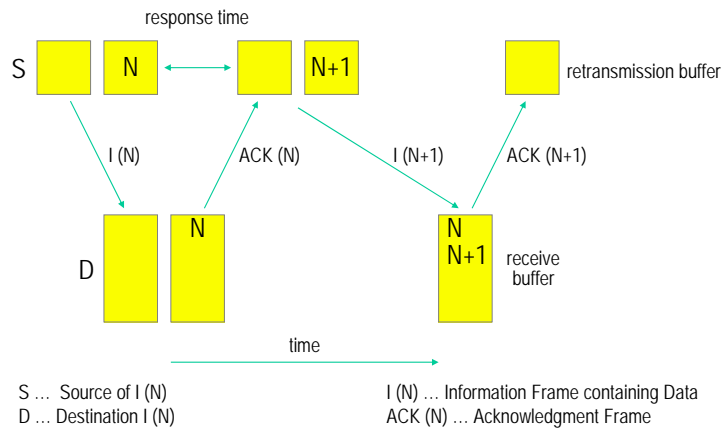 response time
S
N
N+1
retransmission buffer
I (N)
ACK (N)
I (N+1)
ACK (N+1)
D
N
N
N+1
receive
buffer
time
S … Source of I (N)
I (N) … Information Frame containing Data
D … Destination I (N)
ACK (N) … Acknowledgment Frame